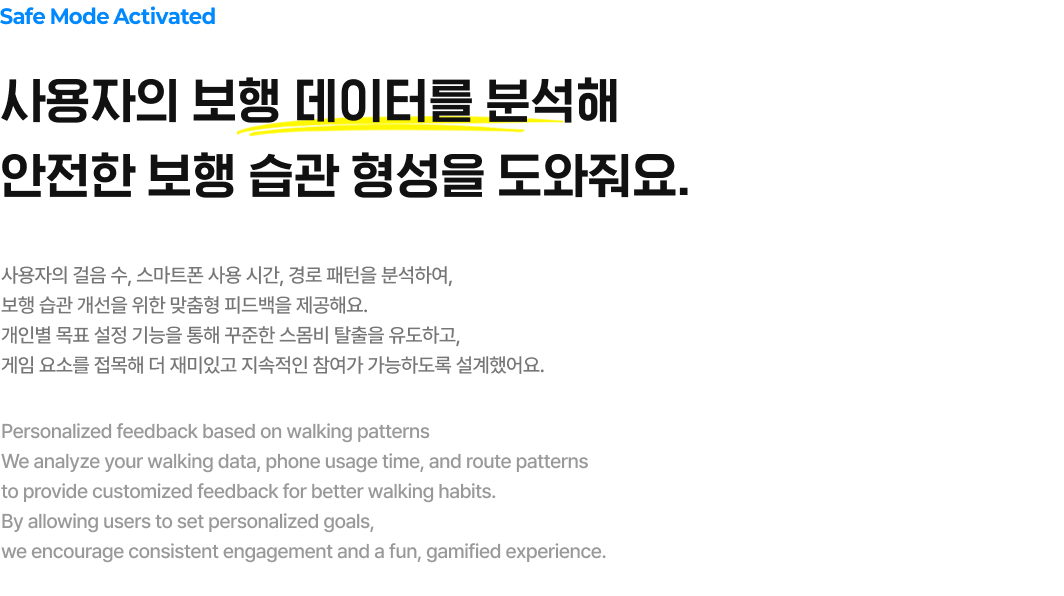 Safe Mode Activated
사용자의 보행 데이터를 분석해
안전한 보행 습관 형성을 도와줘요.
사용자의 걸음 수, 스마트폰 사용 시간, 경로 패턴을 분석하여,
보행 습관 개선을 위한 맞춤형 피드백을 제공해요.
개인별 목표 설정 기능을 통해 꾸준한 스몸비 탈출을 유도하고,
게임 요소를 접목해 더 재미있고 지속적인 참여가 가능하도록 설계했어요.
Personalized feedback based on walking patterns
We analyze your walking data, phone usage time, and route patterns
to provide customized feedback for better walking habits.
By allowing users to set personalized goals,
we encourage consistent engagement and a fun, gamified experience.